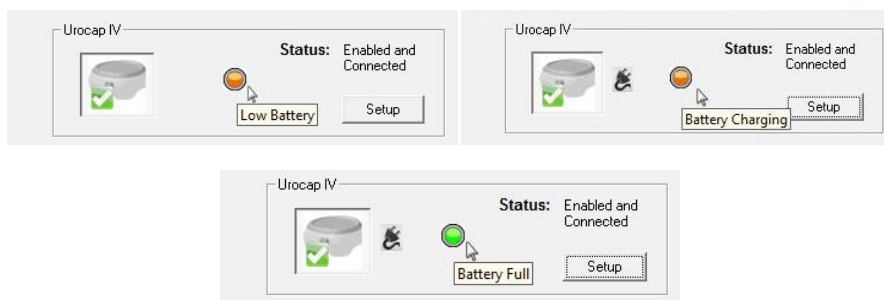 Urocap IV
Status: Enabled and
Connected
Low Battery
Setup
Urocap IV
Status: Enabled and
Connected
Battery Charging
Setup
Urocap IV
Status: Enabled and
Connected
Battery Full
Setup